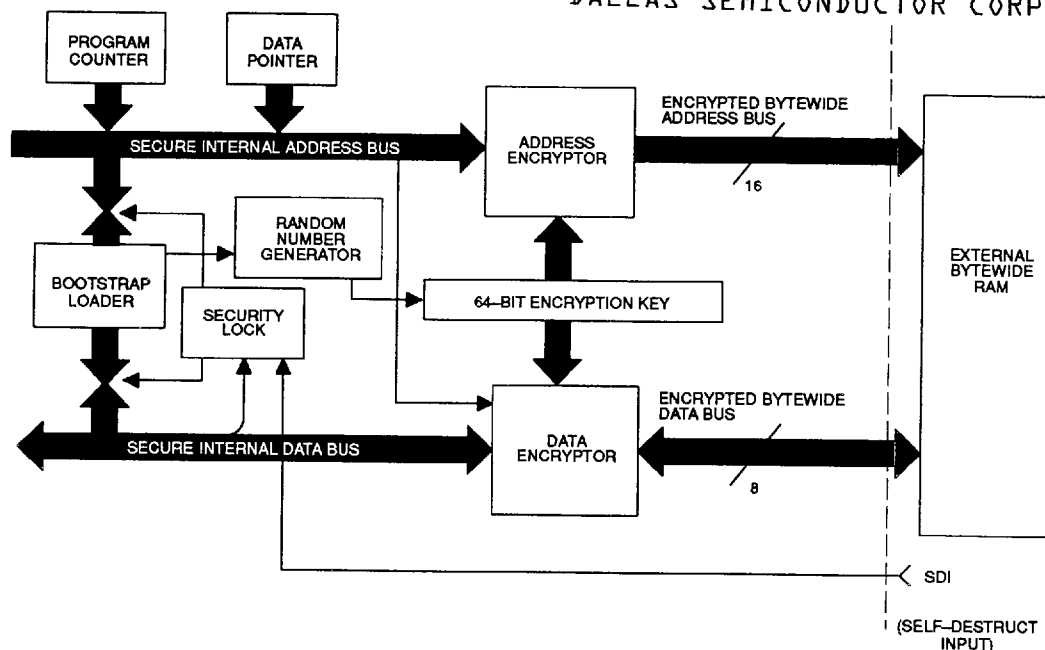 DALLAS SEMICONDUCTOR CORP
PROGRAM
COUNTER
DATA
POINTER
SECURE INTERNAL ADDRESS BUS
ADDRESS
ENCRYPTOR
ENCRYPTED BYTEWIDE
ADDRESS BUS
16
RANDOM
NUMBER
GENERATOR
BOOTSTRAP
LOADER
SECURITY
LOCK
64–BIT ENCRYPTION KEY
EXTERNAL
BYTEWIDE
RAM
SECURE INTERNAL DATA BUS
DATA
ENCRYPTOR
ENCRYPTED BYTEWIDE
DATA BUS
8
SDI
(SELF–DESTRUCT
INPUT)